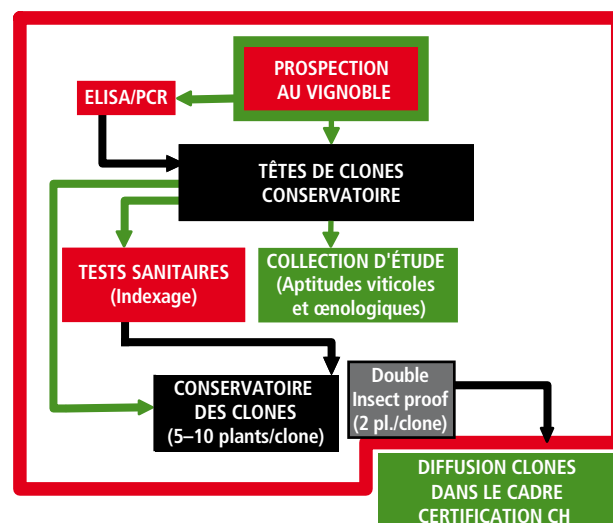 PROSPECTION
AU VIGNOBLE
ELISA/PCR
TÊTES DE CLONES
CONSERVATOIRE
TESTS SANITAIRES
(Indexage)
COLLECTION D'ÉTUDE
(Aptitudes viticoles
et œnologiques)
CONSERVATOIRE
DES CLONES
(5–10 plants/clone)
Double
Insect proof
(2 pl./clone)
DIFFUSION CLONES
DANS LE CADRE
CERTIFICATION CH